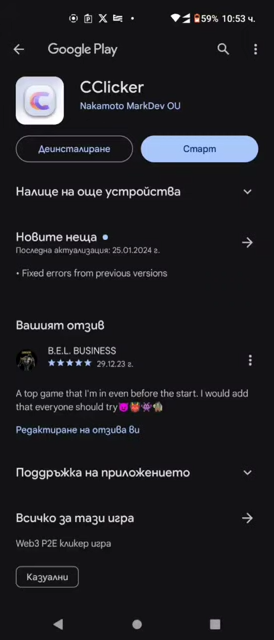 59% 10:53 ч.
Google Play
CClicker
Nakamoto MarkDev OU
Деинсталиране
Старт
Налице на още устройства
Новите неща
Последна актуализация: 25.01.2024 г.
• Fixed errors from previous versions
Вашият отзив
B.E.L. BUSINESS
29.12.23 г.
A top game that I'm in even before the start. I would add
that everyone should try😈👹👾🦓
Редактиране на отзива ви
Поддръжка на приложението
Всичко за тази игра
Web3 P2E кликер игра
Казуални